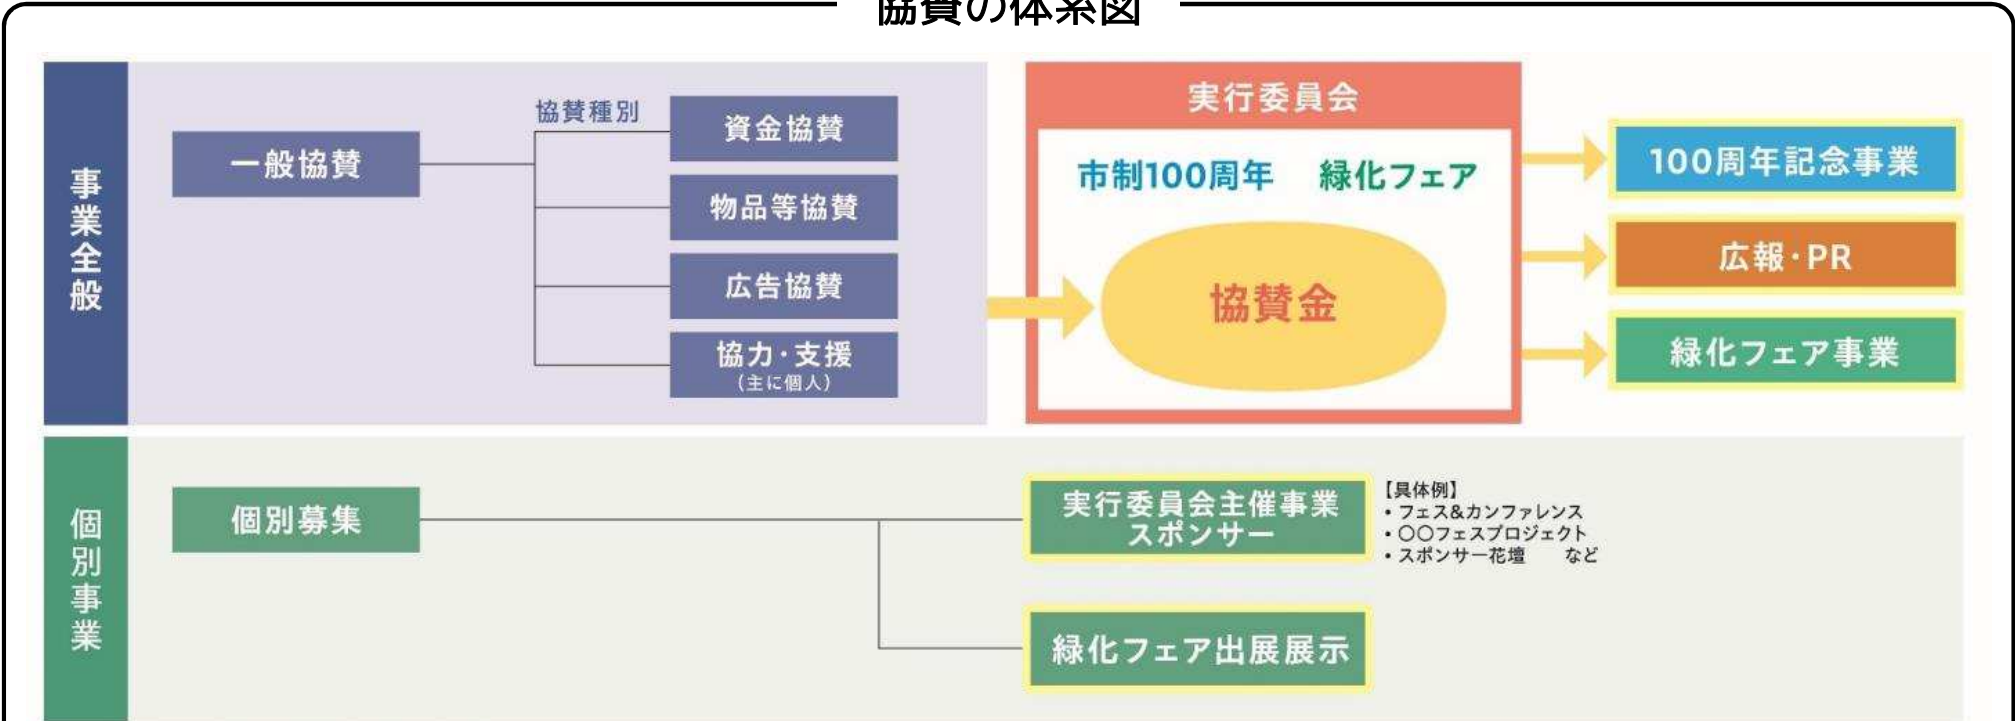 協賛の体系図
事業全般
一般協賛
協賛種別
資金協賛
物品等協賛
広告協賛
協力・支援
(主に個人)
実行委員会
市制100周年 緑化フェア
協賛金
100周年記念事業
広報・PR
緑化フェア事業
個別事業
個別募集
実行委員会主催事業
スポンサー
【具体例】
・フェス&カンファレンス
・〇〇フェスプロジェクト
・スポンサー花壇 など
緑化フェア出展展示